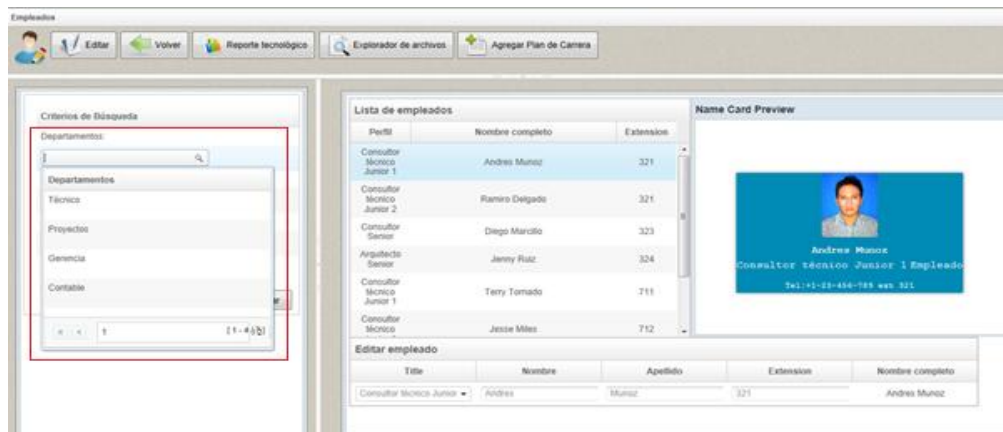 Empleados
Editar
Volver
Reporte tecnológico
Explorador de archivos
Agregar Plan de Carrera
Criterios de Búsqueda
Departamentos
Departamentos
Técnico
Proyectos
Gerencia
Contable
1
Lista de empleados
Perfil Nombre completo Extension
Consultor
técnico
Junior 1
Andres Munoz 321
Consultor
técnico
Junior 2
Ramiro Delgado 321
Consultor
Senior
Diego Marcillo 323
Arquitecto
Senior
Jenny Ruiz 324
Consultor
técnico
Junior 1
Terry Tornado 711
Consultor
técnico
Jesse Miles 712
Name Card Preview
Andres Munoz
Consultor técnico Junior 1 Empleado
Tel:+1-23-456-789 ext 321
Editar empleado
Title Nombre Apellido Extension Nombre completo
Consultor técnico Junior Andres Munoz 321 Andres Munoz